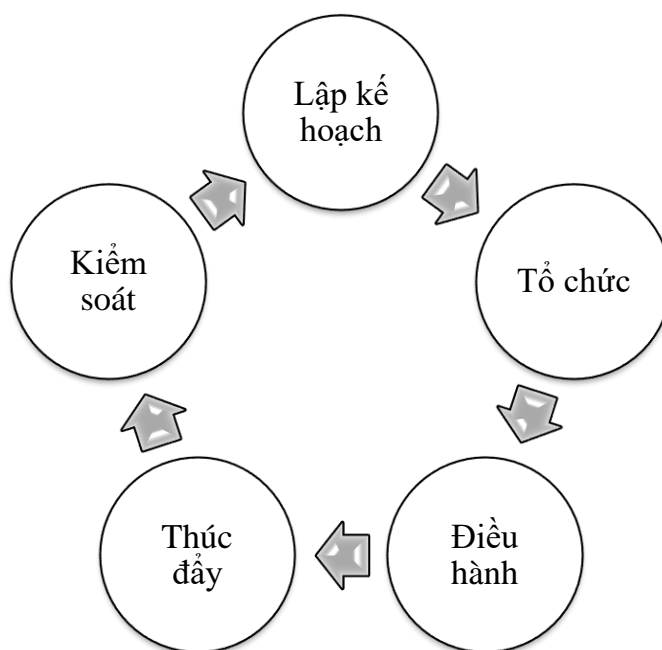 Lập kế
hoạch
Tổ chức
Điều
hành
Thúc
đẩy
Kiểm
soát